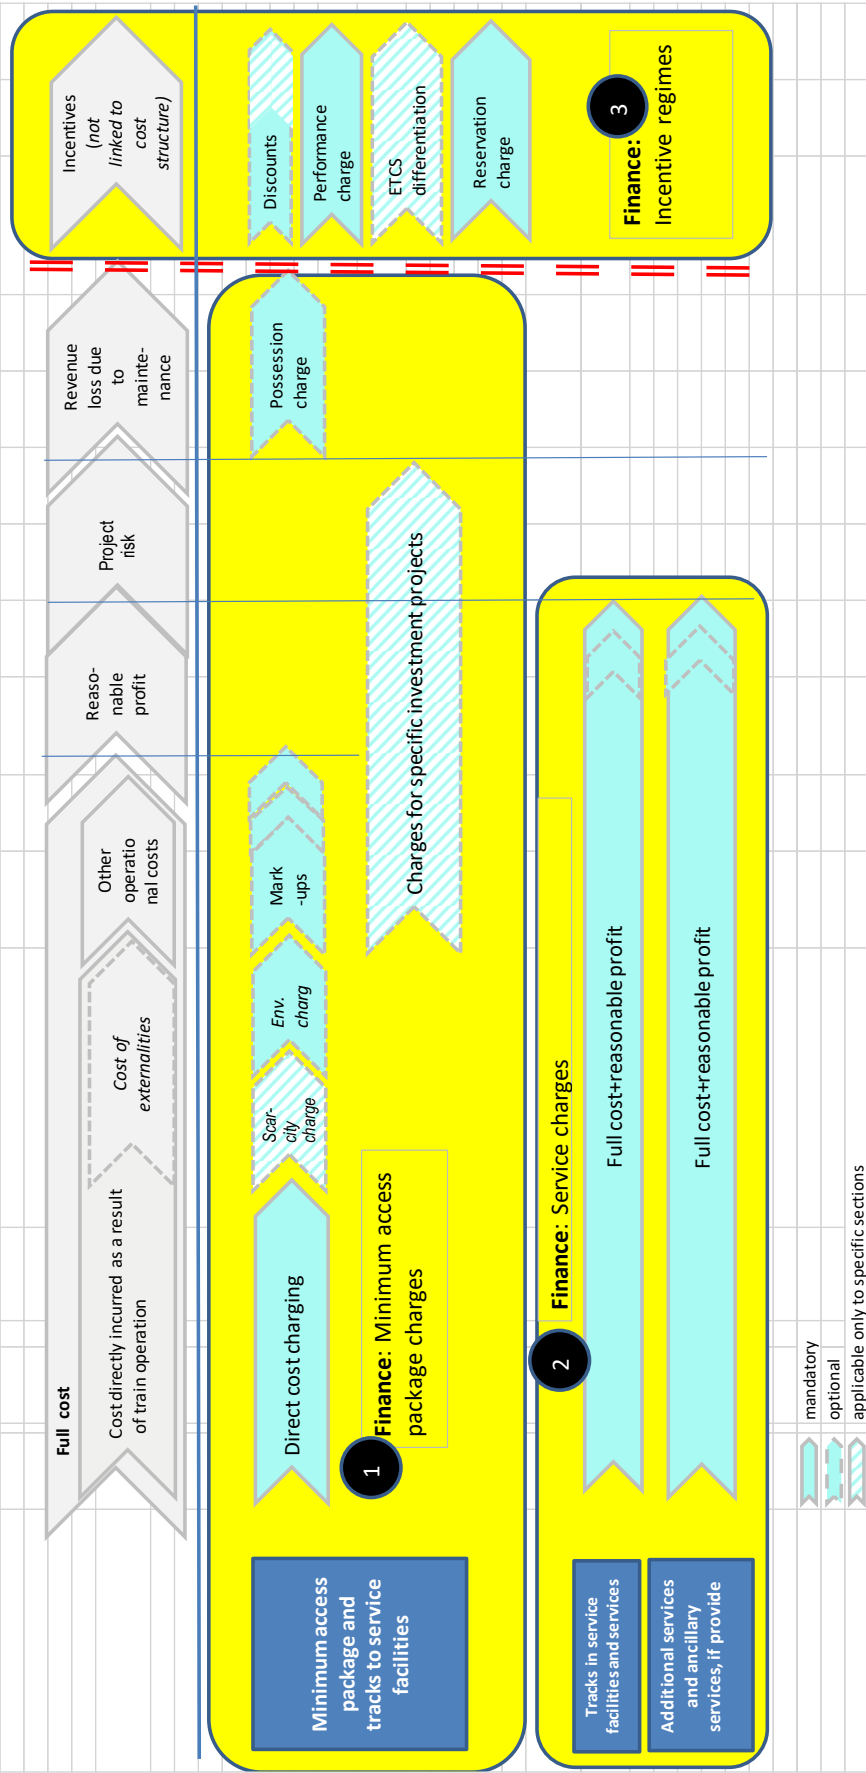 Full cost
Cost directly incurred as a result
of train operation
Cost of
externalities
Other
operatio
nal costs
Reaso-
nable
profit
Project
risk
Revenue
loss due
to
mainte-
nance
Incentives
(not
linked to
cost
structure)
Minimum access
package and
tracks to service
facilities
Direct cost charging
Scar-
city
charge
Env.
charg
Mark
-ups
Possession
charge
Charges for specific investment projects
1
Finance: Minimum access
package charges
Discounts
Performance
charge
ETCS
differentiation
Reservation
charge
3
Finance:
Incentive regimes
2
Finance: Service charges
Tracks in service
facilities and services
Full cost+reasonable profit
Additional services
and ancillary
services, if provide
Full cost+reasonable profit
mandatory
optional
applicable only to specific sections